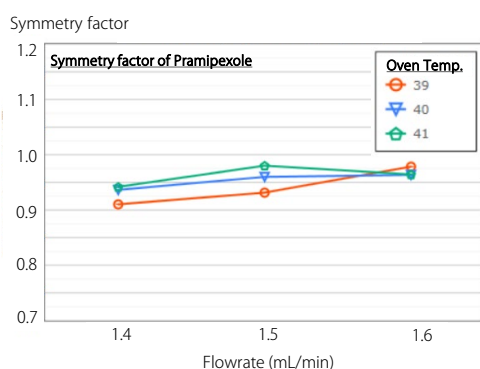 Symmetry factor
1.2
Symmetry factor of Pramipexole
Oven Temp.
39
40
41
1.1
1.0
0.9
0.8
0.7
1.4 1.5 1.6
Flowrate (mL/min)